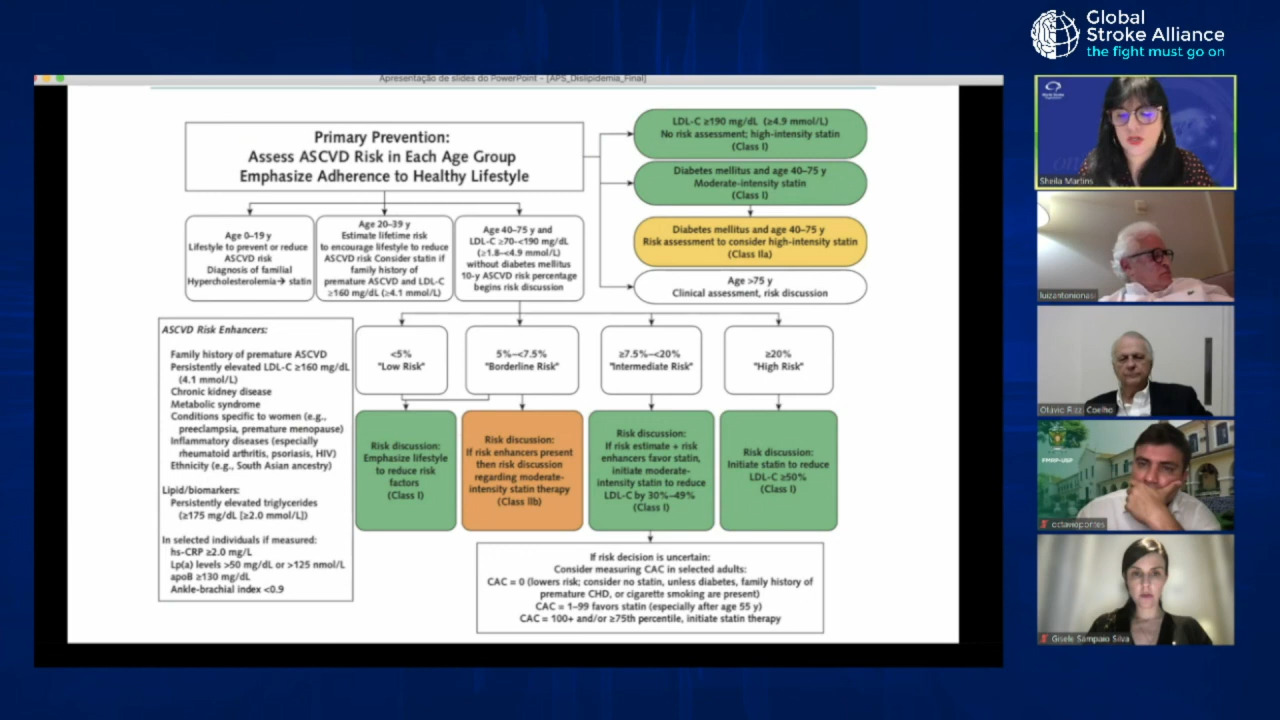 Global
Stroke Alliance
the fight must go on
Apresentação de slides do PowerPoint - [APS_Dislipidemia_Final]
Primary Prevention:
Assess ASCVD Risk in Each Age Group
Emphasize Adherence to Healthy Lifestyle
LDL-C ≥190 mg/dL (≥4.9 mmol/L)
No risk assessment; high-intensity statin
(Class I)
Diabetes mellitus and age 40–75 y
Moderate-intensity statin
(Class I)
Diabetes mellitus and age 40–75 y
Risk assessment to consider high-intensity statin
(Class IIa)
Age >75 y
Clinical assessment, risk discussion
Age 0–19 y
Lifestyle to prevent or reduce
ASCVD risk
Diagnosis of familial
Hypercholesterolemia→ statin
Age 20–39 y
Estimate lifetime risk
to encourage lifestyle to reduce
ASCVD risk Consider statin if
family history of
premature ASCVD and LDL-C
≥160 mg/dL (≥4.1 mmol/L)
Age 40–75 y and
LDL-C ≥70–<190 mg/dL
(≥1.8–<4.9 mmol/L)
without diabetes mellitus
10-y ASCVD risk percentage
begins risk discussion
ASCVD Risk Enhancers:
Family history of premature ASCVD
Persistently elevated LDL-C ≥160 mg/dL
(4.1 mmol/L)
Chronic kidney disease
Metabolic syndrome
Conditions specific to women (e.g.,
preeclampsia, premature menopause)
Inflammatory diseases (especially
rheumatoid arthritis, psoriasis, HIV)
Ethnicity (e.g., South Asian ancestry)
Lipid/biomarkers:
Persistently elevated triglycerides
(≥175 mg/dL [≥2.0 mmol/L])
In selected individuals if measured:
hs-CRP ≥2.0 mg/L
Lp(a) levels >50 mg/dL or >125 nmol/L
apoB ≥130 mg/dL
Ankle-brachial index <0.9
<5%
"Low Risk"
5%–<7.5%
"Borderline Risk"
≥7.5%–<20%
"Intermediate Risk"
≥20%
"High Risk"
Risk discussion:
Emphasize lifestyle
to reduce risk
factors
(Class I)
Risk discussion:
If risk enhancers present
then risk discussion
regarding moderate-
intensity statin therapy
(Class IIb)
Risk discussion:
If risk estimate + risk
enhancers favor statin,
initiate moderate-
intensity statin to reduce
LDL-C by 30%–49%
(Class I)
Risk discussion:
Initiate statin to reduce
LDL-C ≥50%
(Class I)
If risk decision is uncertain:
Consider measuring CAC in selected adults:
CAC = 0 (lowers risk; consider no statin, unless diabetes, family history of
premature CHD, or cigarette smoking are present)
CAC = 1–99 favors statin (especially after age 55 y)
CAC = 100+ and/or ≥75th percentile, initiate statin therapy
Sheila Martins
luizantonionasi
Otávio Rizzi Coelho
FMRP-USP
octaviopontes
Gisele Sampaio Silva